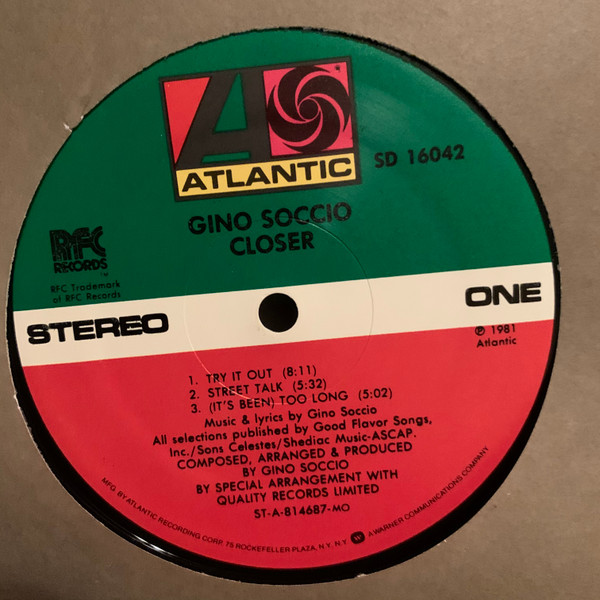 ATLANTIC
SD 16042
GINO SOCCIO
CLOSER
RFC
RECORDS
™
RFC Trademark
of RFC Records
STEREO
ONE
℗ 1981
Atlantic
1. TRY IT OUT (8:11)
2. STREET TALK (5:32)
3. (IT'S BEEN) TOO LONG (5:02)
Music & lyrics by Gino Soccio
All selections published by Good Flavor Songs,
Inc./Sons Celestes/Shediac Music-ASCAP.
COMPOSED, ARRANGED & PRODUCED
BY GINO SOCCIO
BY SPECIAL ARRANGEMENT WITH
QUALITY RECORDS LIMITED
ST-A-814687-MO
MFG. BY ATLANTIC RECORDING CORP. 75 ROCKEFELLER PLAZA, N.Y. N.Y. A WARNER COMMUNICATIONS COMPANY